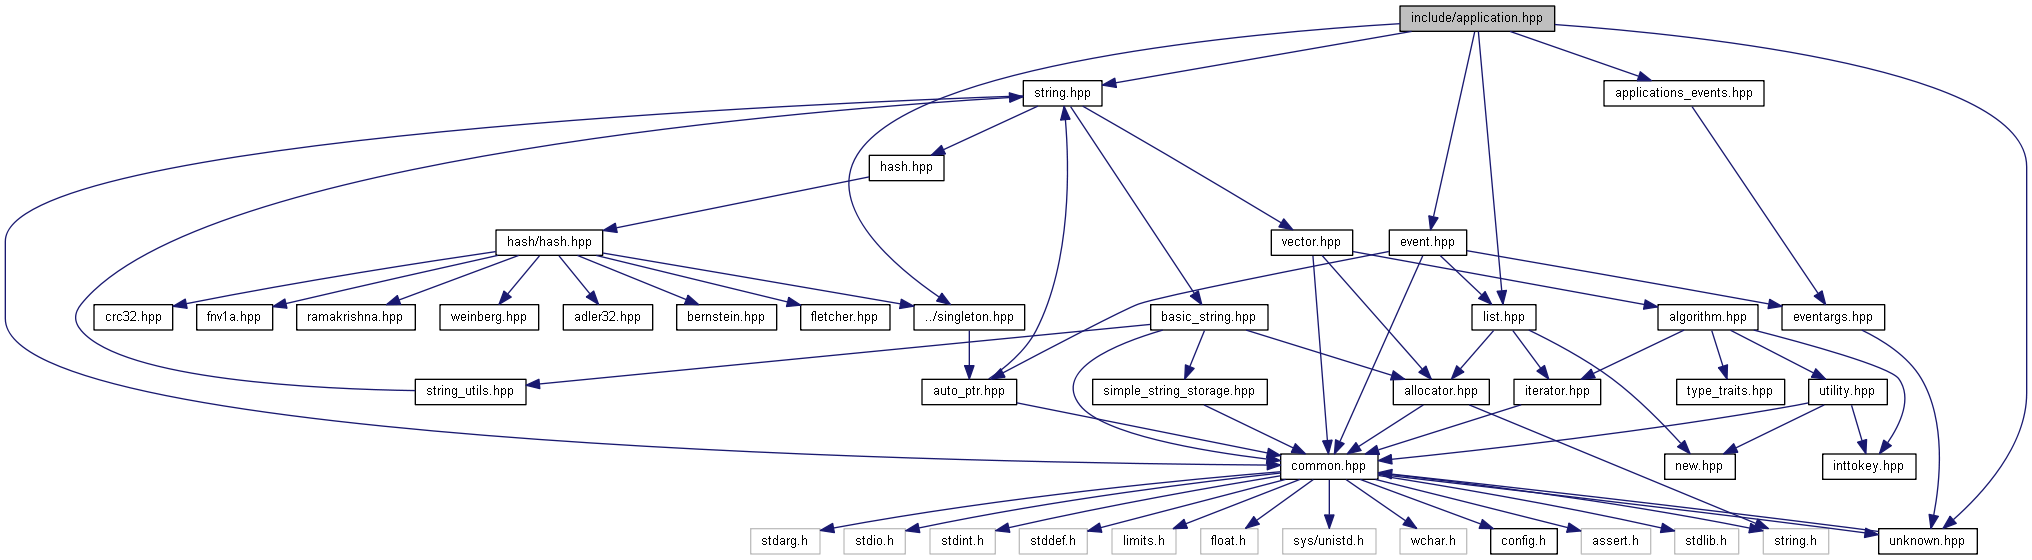 include/application.hpp
string.hpp
applications_events.hpp
hash.hpp
hash/hash.hpp
vector.hpp
event.hpp
crc32.hpp
fnv1a.hpp
ramakrishna.hpp
weinberg.hpp
adler32.hpp
bernstein.hpp
fletcher.hpp
../singleton.hpp
basic_string.hpp
list.hpp
algorithm.hpp
eventargs.hpp
string_utils.hpp
auto_ptr.hpp
simple_string_storage.hpp
allocator.hpp
iterator.hpp
type_traits.hpp
utility.hpp
common.hpp
new.hpp
inttokey.hpp
stdarg.h
stdio.h
stdint.h
stddef.h
limits.h
float.h
sys/unistd.h
wchar.h
config.h
assert.h
stdlib.h
string.h
unknown.hpp